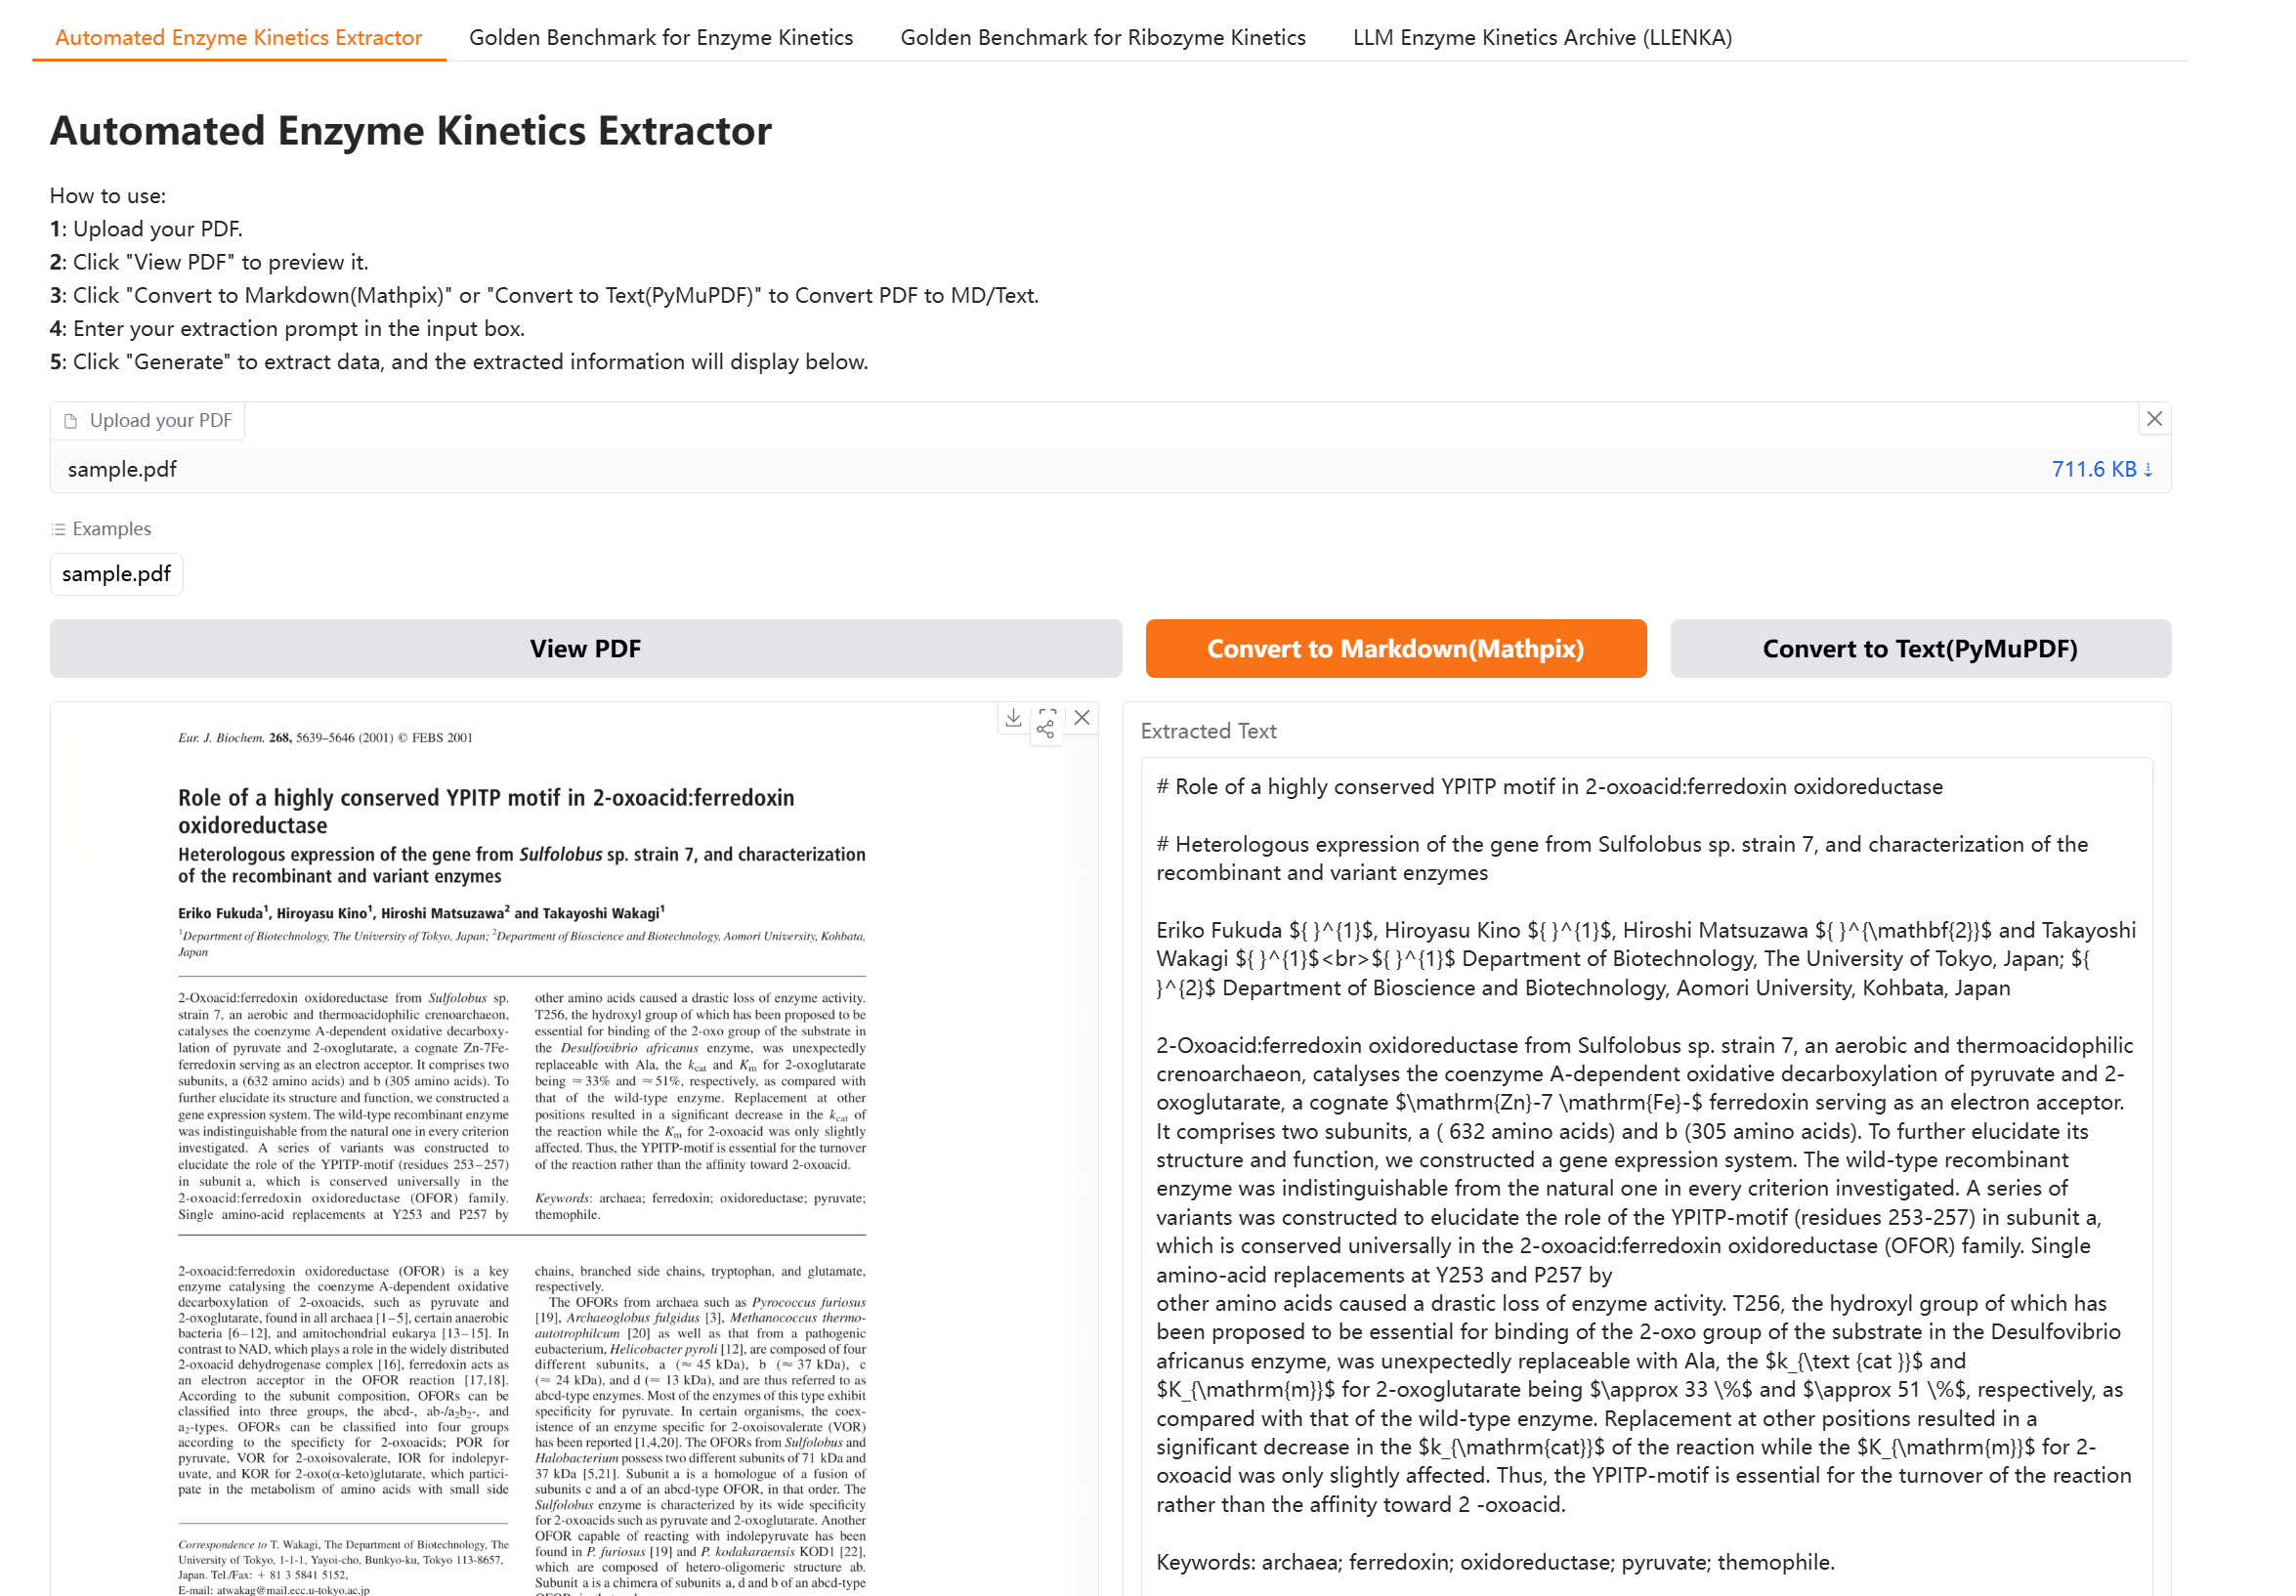 Automated Enzyme Kinetics Extractor
Golden Benchmark for Enzyme Kinetics
Golden Benchmark for Ribozyme Kinetics
LLM Enzyme Kinetics Archive (LLENKA)
Automated Enzyme Kinetics Extractor
How to use:
1: Upload your PDF.
2: Click "View PDF" to preview it.
3: Click "Convert to Markdown(Mathpix)" or "Convert to Text(PyMuPDF)" to Convert PDF to MD/Text.
4: Enter your extraction prompt in the input box.
5: Click "Generate" to extract data, and the extracted information will display below.
Upload your PDF
sample.pdf
711.6 KB ↓
Examples
sample.pdf
View PDF
Convert to Markdown(Mathpix)
Convert to Text(PyMuPDF)
Eur. J. Biochem. 268, 5639–5646 (2001) © FEBS 2001
Role of a highly conserved YPITP motif in 2-oxoacid:ferredoxin
oxidoreductase
Heterologous expression of the gene from Sulfolobus sp. strain 7, and characterization
of the recombinant and variant enzymes
Eriko Fukuda¹, Hiroyasu Kino¹, Hiroshi Matsuzawa² and Takayoshi Wakagi¹
¹Department of Biotechnology, The University of Tokyo, Japan; ²Department of Bioscience and Biotechnology, Aomori University, Kohbata,
Japan
2-Oxoacid:ferredoxin oxidoreductase from Sulfolobus sp.
strain 7, an aerobic and thermoacidophilic crenoarchaeon,
catalyses the coenzyme A-dependent oxidative decarboxy-
lation of pyruvate and 2-oxoglutarate, a cognate Zn-7Fe-
ferredoxin serving as an electron acceptor. It comprises two
subunits, a (632 amino acids) and b (305 amino acids). To
further elucidate its structure and function, we constructed a
gene expression system. The wild-type recombinant enzyme
was indistinguishable from the natural one in every criterion
investigated. A series of variants was constructed to
elucidate the role of the YPITP-motif (residues 253–257)
in subunit a, which is conserved universally in the
2-oxoacid:ferredoxin oxidoreductase (OFOR) family.
Single amino-acid replacements at Y253 and P257 by
other amino acids caused a drastic loss of enzyme activity.
T256, the hydroxyl group of which has been proposed to be
essential for binding of the 2-oxo group of the substrate in
the Desulfovibrio africanus enzyme, was unexpectedly
replaceable with Ala, the kcat and Km for 2-oxoglutarate
being ≈ 33% and ≈ 51%, respectively, as compared with
that of the wild-type enzyme. Replacement at other
positions resulted in a significant decrease in the kcat of
the reaction while the Km for 2-oxoacid was only slightly
affected. Thus, the YPITP-motif is essential for the turnover
of the reaction rather than the affinity toward 2-oxoacid.
Keywords: archaea; ferredoxin; oxidoreductase; pyruvate;
themophile.
2-oxoacid:ferredoxin oxidoreductase (OFOR) is a key
enzyme catalysing the coenzyme A-dependent oxidative
decarboxylation of 2-oxoacids, such as pyruvate and
2-oxoglutarate, found in all archaea [1–5], certain anaerobic
bacteria [6–12], and amitochondrial eukarya [13–15]. In
contrast to NAD, which plays a role in the widely distributed
2-oxoacid dehydrogenase complex [16], ferredoxin acts as
an electron acceptor in the OFOR reaction [17,18].
According to the subunit composition, OFORs can be
classified into three groups, the abcd-, ab-/a₂b₂-, and
a₂-types. OFORs can be classified into four groups
according to the specificty for 2-oxoacids; POR for
pyruvate, VOR for 2-oxoisovalerate, IOR for indolepyr-
uvate, and KOR for 2-oxo(α-keto)glutarate, which partici-
pate in the metabolism of amino acids with small side
Correspondence to T. Wakagi, The Department of Biotechnology, The
University of Tokyo, 1-1-1, Yayoi-cho, Bunkyo-ku, Tokyo 113-8657,
Japan. Tel./Fax: + 81 3 5841 5152,
E-mail: atwakag@mail.ecc.u-tokyo.ac.jp
chains, branched side chains, tryptophan, and glutamate,
respectively.
The OFORs from archaea such as Pyrococcus furiosus
[19], Archaeoglobus fulgidus [3], Methanococcus thermo-
autotrophilcum [20] as well as that from a pathogenic
eubacterium, Helicobacter pyroli [12], are composed of four
different subunits, a (≈ 45 kDa), b (≈ 37 kDa), c
(≈ 24 kDa), and d (≈ 13 kDa), and are thus referred to as
abcd-type enzymes. Most of the enzymes of this type exhibit
specificity for pyruvate. In certain organisms, the coex-
istence of an enzyme specific for 2-oxoisovalerate (VOR)
has been reported [1,4,20]. The OFORs from Sulfolobus and
Halobacterium possess two different subunits of 71 kDa and
37 kDa [5,21]. Subunit a is a homologue of a fusion of
subunits c and a of an abcd-type OFOR, in that order. The
Sulfolobus enzyme is characterized by its wide specificity
for 2-oxoacids such as pyruvate and 2-oxoglutarate. Another
OFOR capable of reacting with indolepyruvate has been
found in P. furiosus [19] and P. kodakaraensis KOD1 [22],
which are composed of hetero-oligomeric structure ab.
Subunit a is a chimera of subunits a, d and b of an abcd-type
Extracted Text
# Role of a highly conserved YPITP motif in 2-oxoacid:ferredoxin oxidoreductase
# Heterologous expression of the gene from Sulfolobus sp. strain 7, and characterization of the
recombinant and variant enzymes
Eriko Fukuda ${ }^{1}$, Hiroyasu Kino ${ }^{1}$, Hiroshi Matsuzawa ${ }^{\mathbf{2}}$ and Takayoshi
Wakagi ${ }^{1}$<br>${ }^{1}$ Department of Biotechnology, The University of Tokyo, Japan; ${
}^{2}$ Department of Bioscience and Biotechnology, Aomori University, Kohbata, Japan
2-Oxoacid:ferredoxin oxidoreductase from Sulfolobus sp. strain 7, an aerobic and thermoacidophilic
crenoarchaeon, catalyses the coenzyme A-dependent oxidative decarboxylation of pyruvate and 2-
oxoglutarate, a cognate $\mathrm{Zn}-7 \mathrm{Fe}-$ ferredoxin serving as an electron acceptor.
It comprises two subunits, a ( 632 amino acids) and b (305 amino acids). To further elucidate its
structure and function, we constructed a gene expression system. The wild-type recombinant
enzyme was indistinguishable from the natural one in every criterion investigated. A series of
variants was constructed to elucidate the role of the YPITP-motif (residues 253-257) in subunit a,
which is conserved universally in the 2-oxoacid:ferredoxin oxidoreductase (OFOR) family. Single
amino-acid replacements at Y253 and P257 by
other amino acids caused a drastic loss of enzyme activity. T256, the hydroxyl group of which has
been proposed to be essential for binding of the 2-oxo group of the substrate in the Desulfovibrio
africanus enzyme, was unexpectedly replaceable with Ala, the $k_{\text {cat }}$ and
$K_{\mathrm{m}}$ for 2-oxoglutarate being $\approx 33 \%$ and $\approx 51 \%$, respectively, as
compared with that of the wild-type enzyme. Replacement at other positions resulted in a
significant decrease in the $k_{\mathrm{cat}}$ of the reaction while the $K_{\mathrm{m}}$ for 2-
oxoacid was only slightly affected. Thus, the YPITP-motif is essential for the turnover of the reaction
rather than the affinity toward 2 -oxoacid.
Keywords: archaea; ferredoxin; oxidoreductase; pyruvate; themophile.